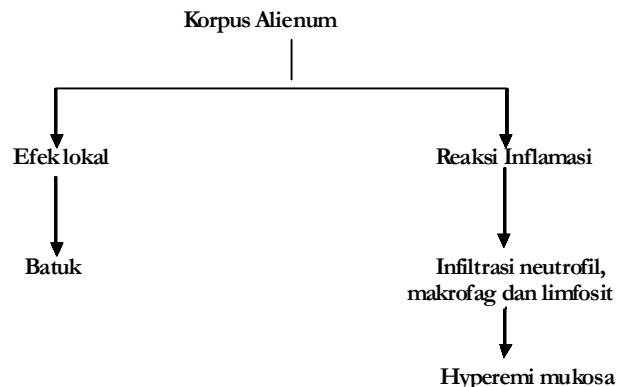 Korpus Alienum
Efek lokal
Reaksi Inflamasi
Batuk
Infiltrasi neutrofil,
makrofag dan limfosit
Hyperemi mukosa